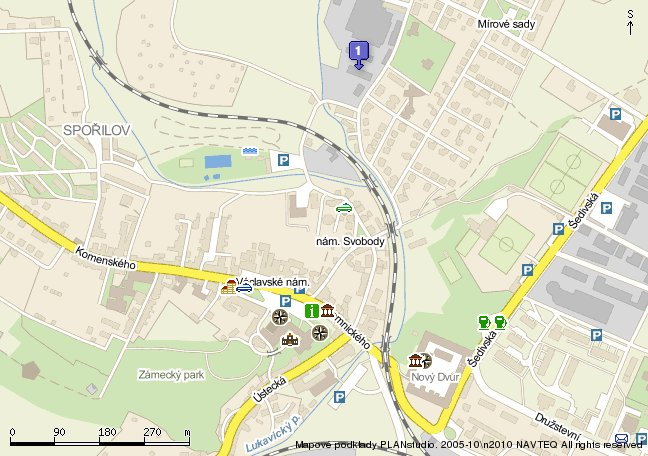 Mírové sady
S
1
SPOŘILOV
P
P
P
Šedivská
nám. Svobody
P
Komenského
Václavské nám.
P
P
P
i
mnického
Šedivská
Zámecký park
Nový Dvůr
Ústecká
P
P
Lukavický p.
Družstevní
P
0 90 180 270 m
Mapové podklady PLANstudio, 2005-10\n2010 NAVTEQ All rights reserved